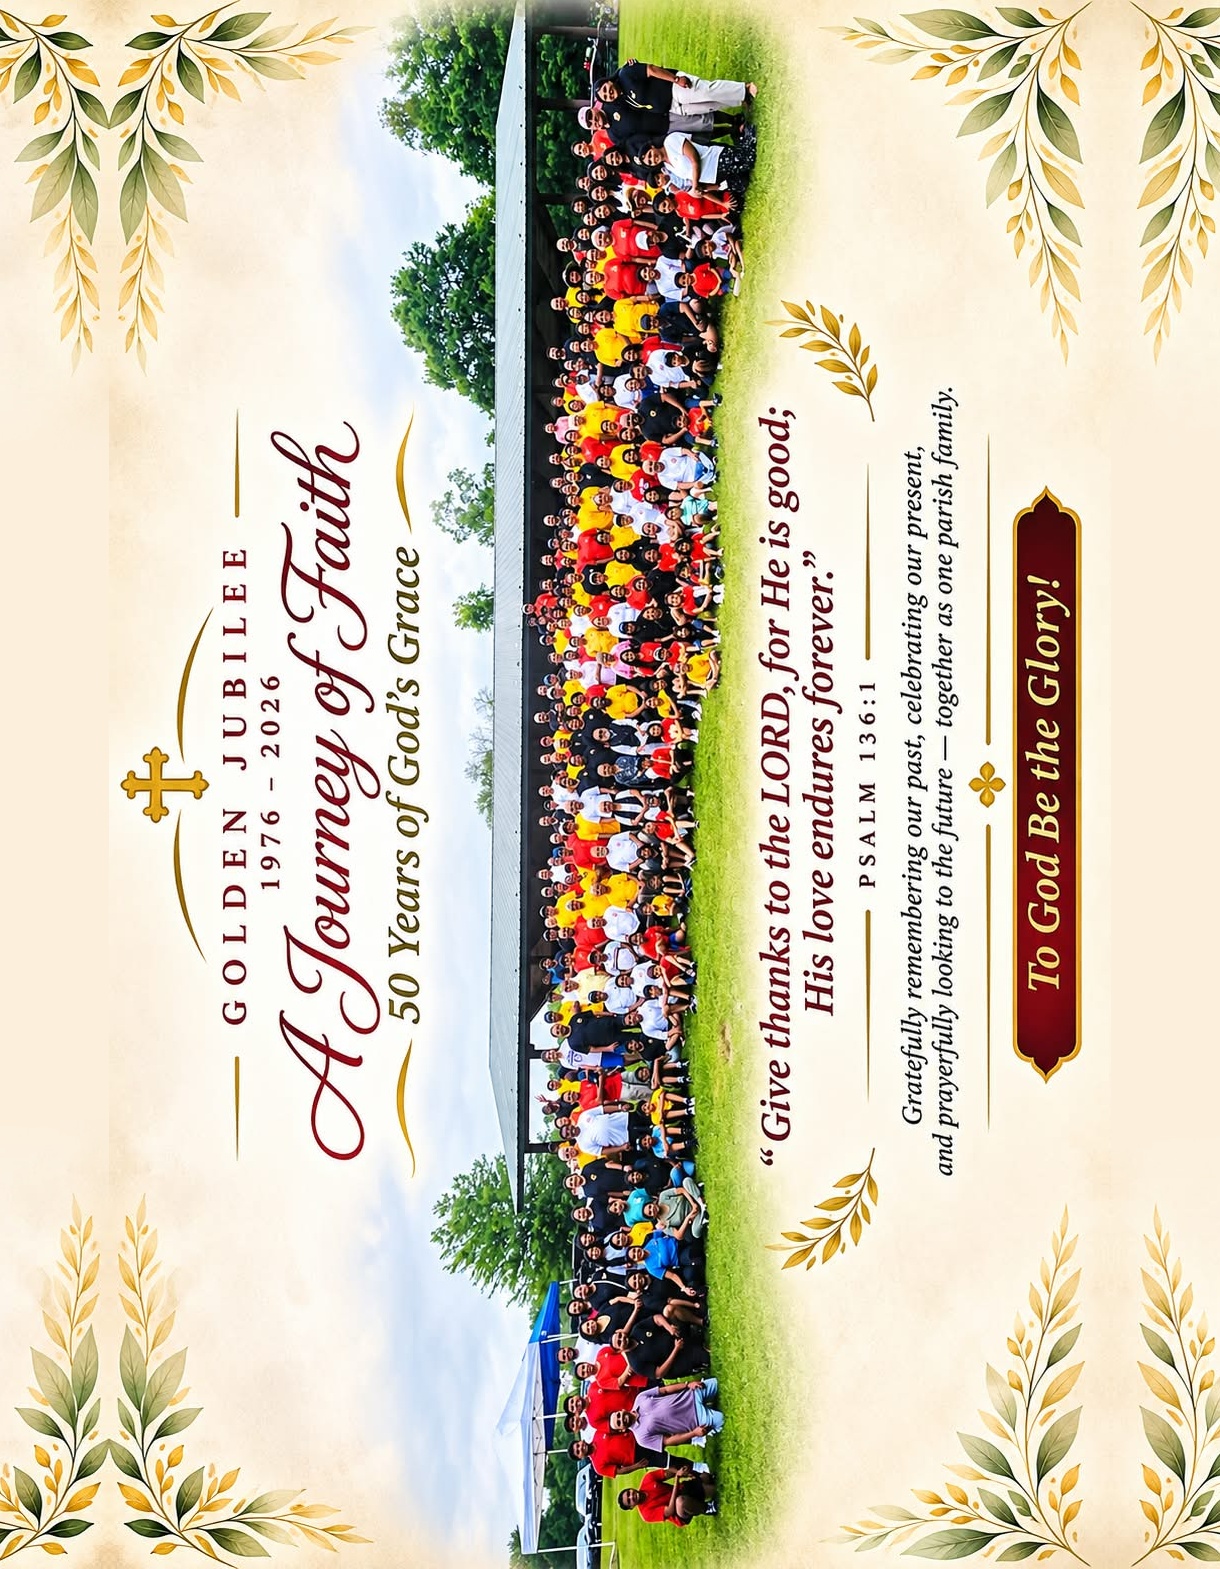 GOLDEN JUBILEE
1976 – 2026
A Journey of Faith
50 Years of God's Grace
“Give thanks to the LORD, for He is good;
His love endures forever.”
PSALM 136:1
Gratefully remembering our past, celebrating our present,
and prayerfully looking to the future — together as one parish family.
To God Be the Glory!